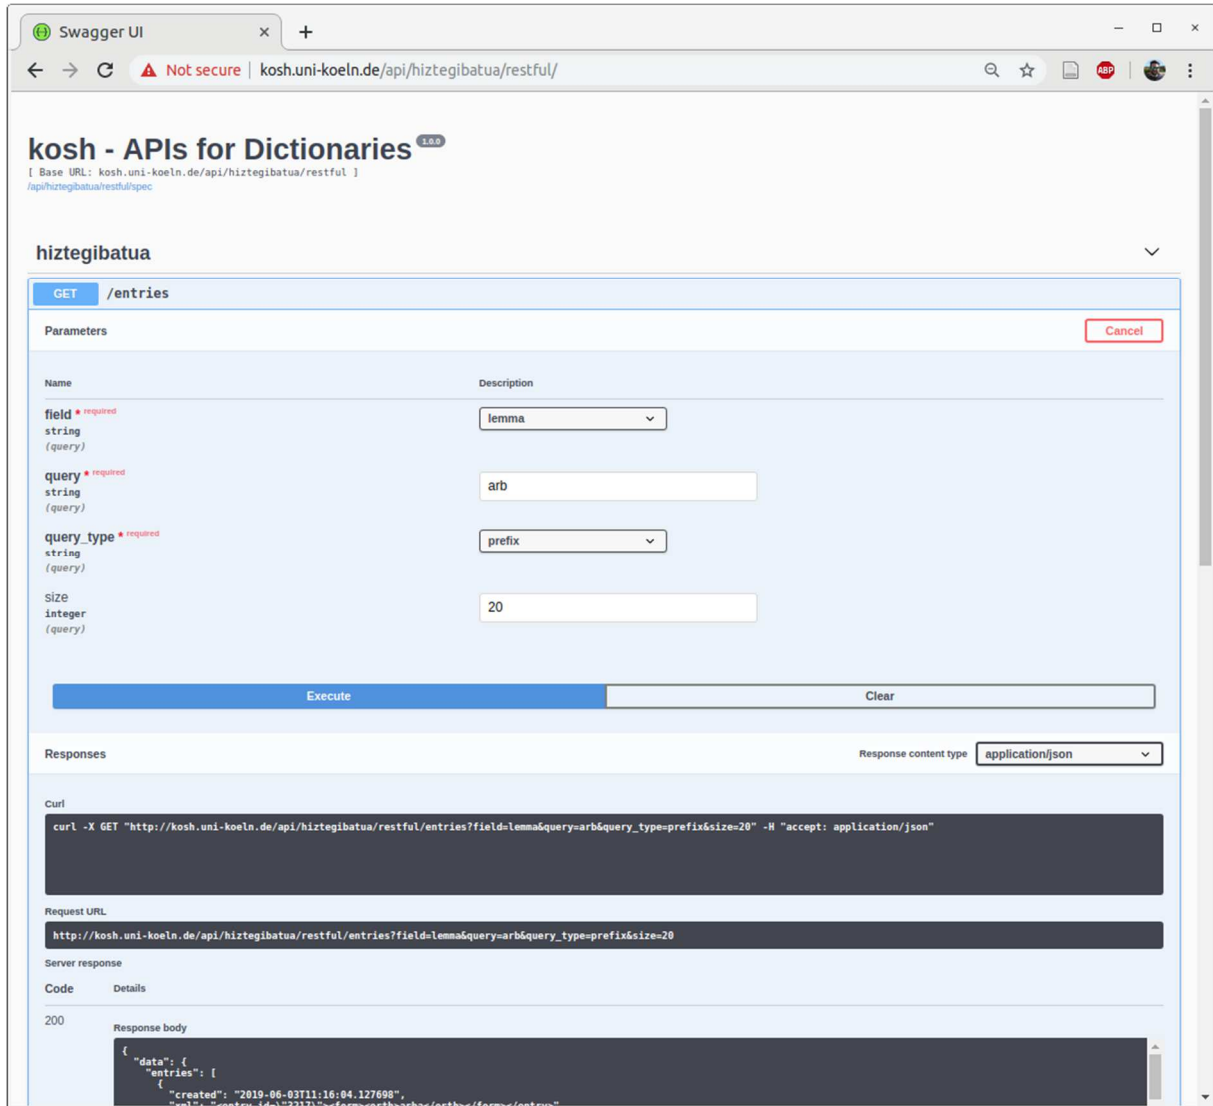 Swagger UI
Not secure | kosh.uni-koeln.de/api/hiztegibatua/restful/
ABP
kosh - APIs for Dictionaries 1.0.0
[ Base URL: kosh.uni-koeln.de/api/hiztegibatua/restful ]
/api/hiztegibatua/restful/spec
hiztegibatua
GET /entries
Parameters
Cancel
Name Description
field * required
string
(query)
lemma
query * required
string
(query)
arb
query_type * required
string
(query)
prefix
size
integer
(query)
20
Execute Clear
Responses Response content type application/json
Curl
curl -X GET "http://kosh.uni-koeln.de/api/hiztegibatua/restful/entries?field=lemma&query=arb&query_type=prefix&size=20" -H "accept: application/json"
Request URL
http://kosh.uni-koeln.de/api/hiztegibatua/restful/entries?field=lemma&query=arb&query_type=prefix&size=20
Server response
Code Details
200
Response body
{
"data": {
"entries": [
{
"created": "2019-06-03T11:16:04.127698",